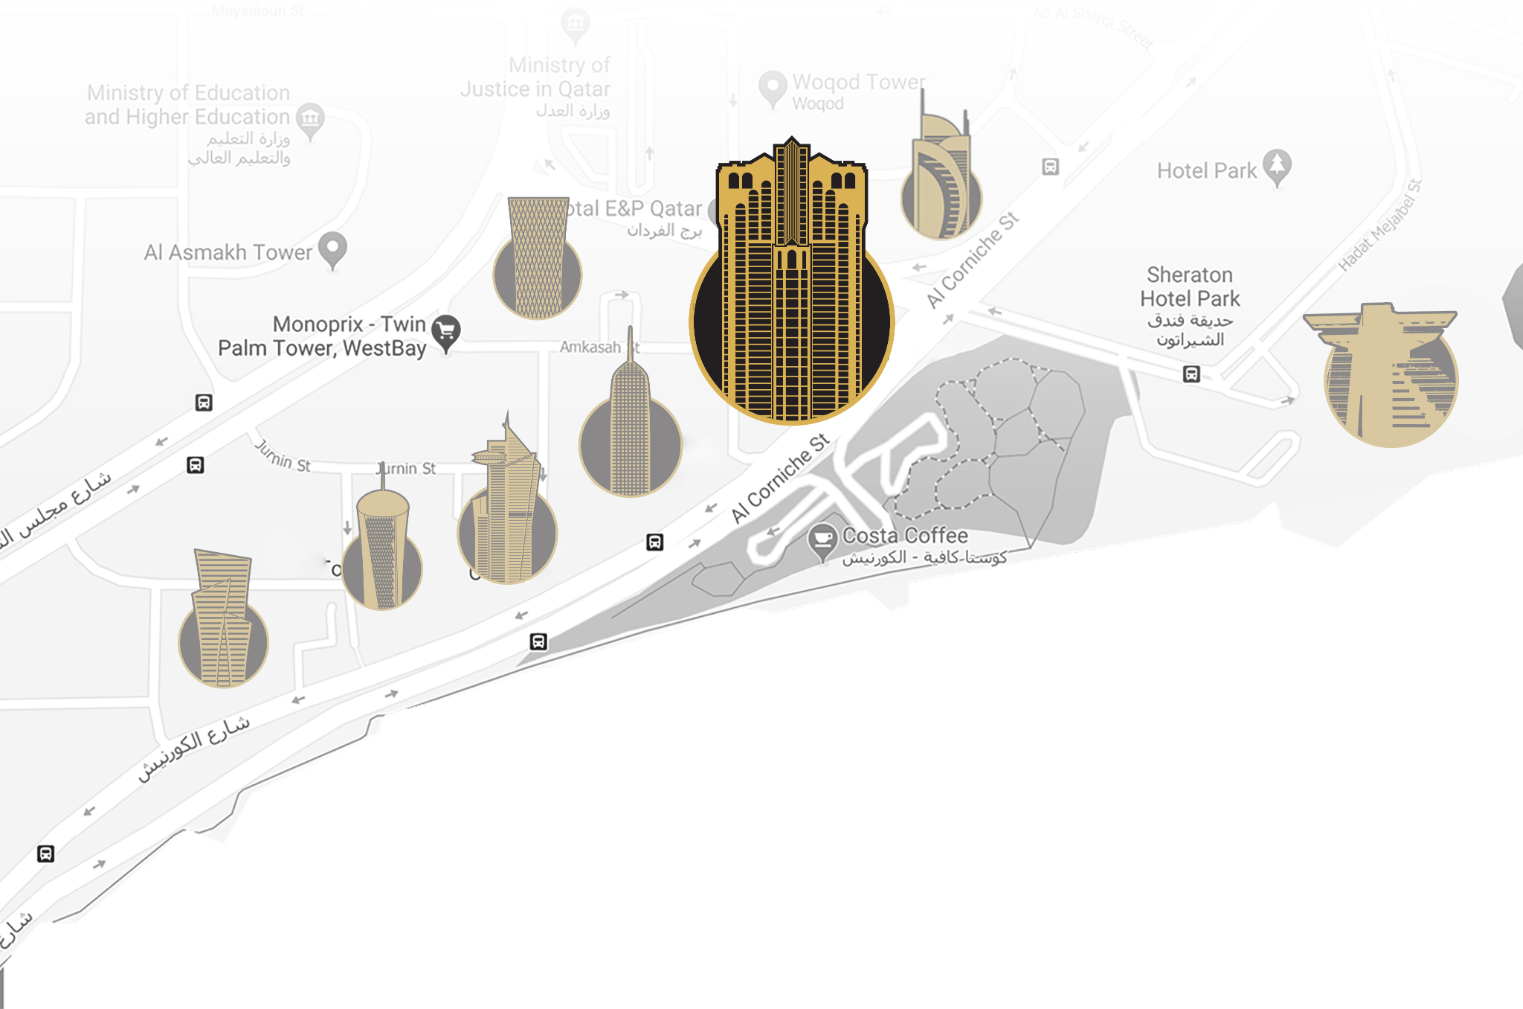 Maysaloun St
Ad Al Sharqi Street
Ministry of
Justice in Qatar
وزارة العدل
Woqod Tower
Woqod
Ministry of Education
and Higher Education
وزارة التعليم
والتعليم العالي
Hotel Park
otal E&P Qatar
برج الفردان
Al Asmakh Tower
Al Corniche St
Hadat Mejaibel St
Sheraton
Hotel Park
حديقة فندق
الشيراتون
Monoprix - Twin
Palm Tower, WestBay
Amkasah St
Jurnin St
Jurnin St
Al Corniche St
شارع مجلس
Costa Coffee
كوستا كافية - الكورنيش
To
شارع الكورنيش
شارع